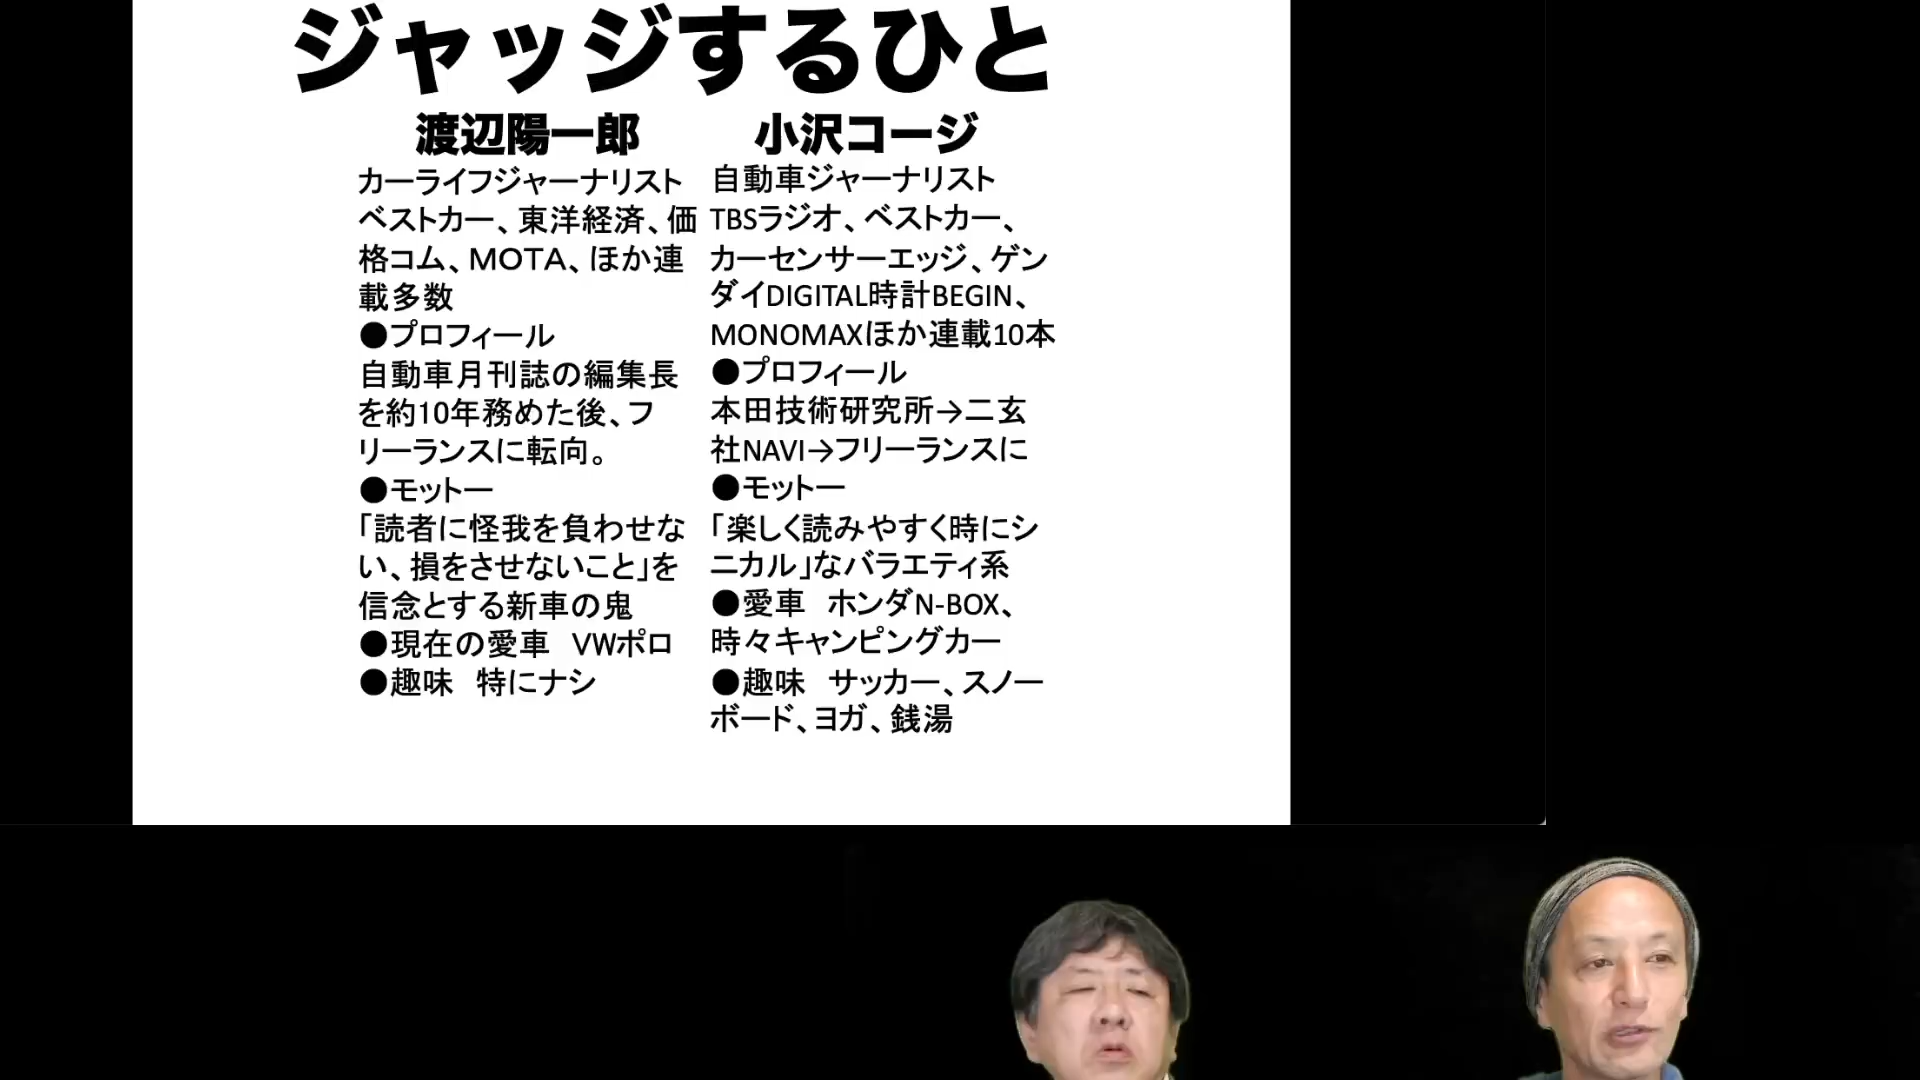 ジャッジするひと
渡辺陽一郎
カーライフジャーナリスト
ベストカー、東洋経済、価
格コム、MOTA、ほか連
載多数
●プロフィール
自動車月刊誌の編集長
を約10年務めた後、フ
リーランスに転向。
●モットー
「読者に怪我を負わせな
い、損をさせないこと」を
信念とする新車の鬼
●現在の愛車　VWポロ
●趣味　特にナシ
小沢コージ
自動車ジャーナリスト
TBSラジオ、ベストカー、
カーセンサーエッジ、ゲン
ダイDIGITAL時計BEGIN、
MONOMAXほか連載10本
●プロフィール
本田技術研究所→二玄
社NAVI→フリーランスに
●モットー
「楽しく読みやすく時にシ
ニカル」なバラエティ系
●愛車　ホンダN-BOX、
時々キャンピングカー
●趣味　サッカー、スノー
ボード、ヨガ、銭湯